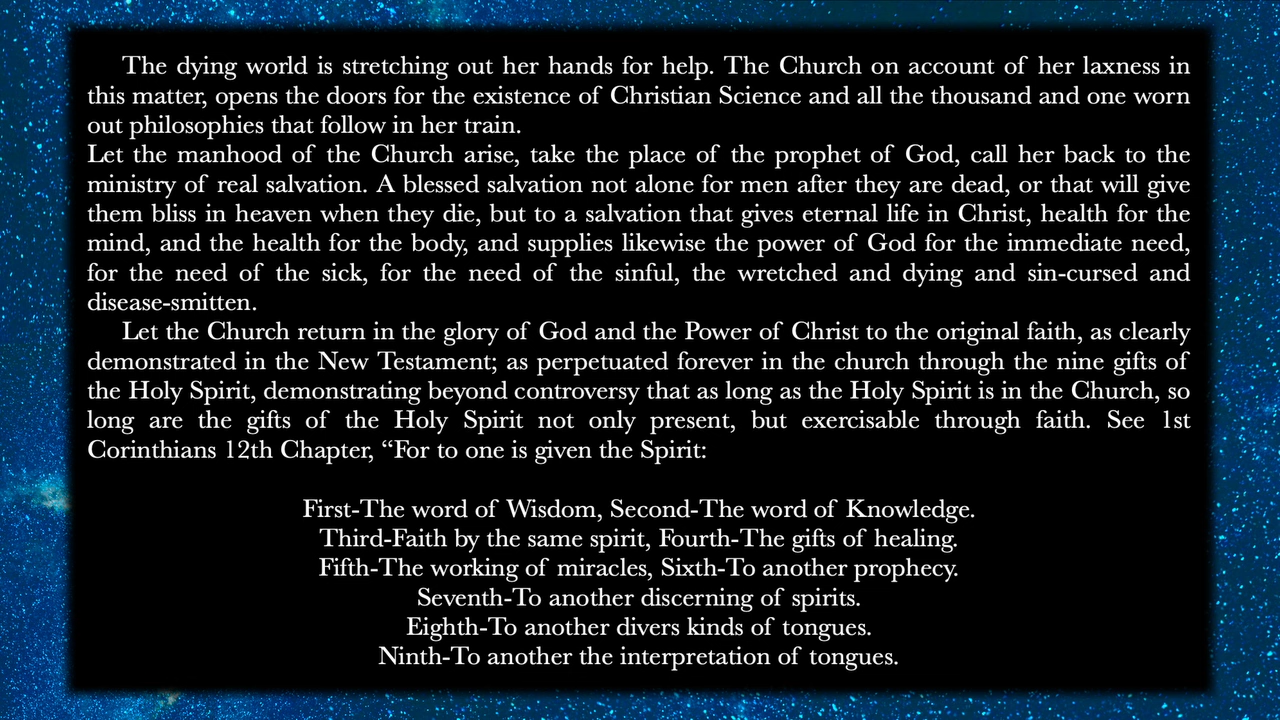 The dying world is stretching out her hands for help. The Church on account of her laxness in
this matter, opens the doors for the existence of Christian Science and all the thousand and one worn
out philosophies that follow in her train.
Let the manhood of the Church arise, take the place of the prophet of God, call her back to the
ministry of real salvation. A blessed salvation not alone for men after they are dead, or that will give
them bliss in heaven when they die, but to a salvation that gives eternal life in Christ, health for the
mind, and the health for the body, and supplies likewise the power of God for the immediate need,
for the need of the sick, for the need of the sinful, the wretched and dying and sin-cursed and
disease-smitten.
Let the Church return in the glory of God and the Power of Christ to the original faith, as clearly
demonstrated in the New Testament; as perpetuated forever in the church through the nine gifts of
the Holy Spirit, demonstrating beyond controversy that as long as the Holy Spirit is in the Church, so
long are the gifts of the Holy Spirit not only present, but exercisable through faith. See 1st
Corinthians 12th Chapter, “For to one is given the Spirit:
First-The word of Wisdom, Second-The word of Knowledge.
Third-Faith by the same spirit, Fourth-The gifts of healing.
Fifth-The working of miracles, Sixth-To another prophecy.
Seventh-To another discerning of spirits.
Eighth-To another divers kinds of tongues.
Ninth-To another the interpretation of tongues.